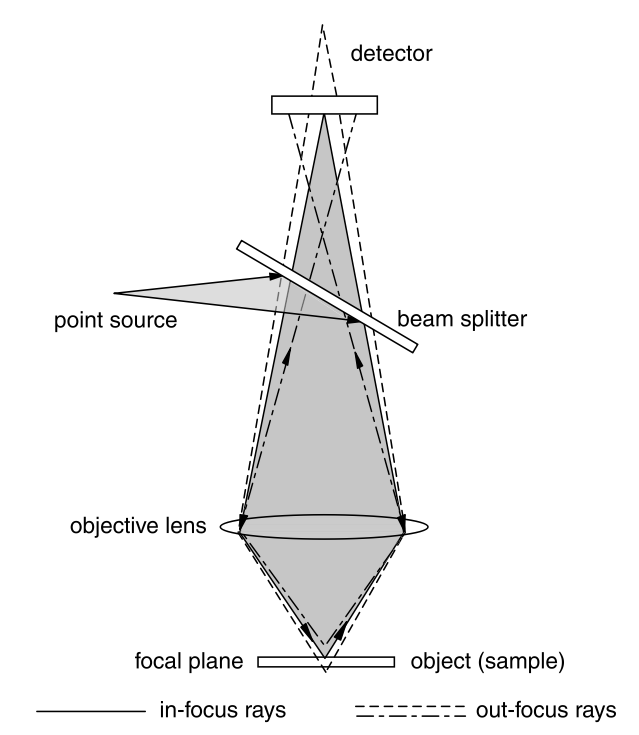 detector
point source
beam splitter
objective lens
focal plane
object (sample)
in-focus rays
out-focus rays